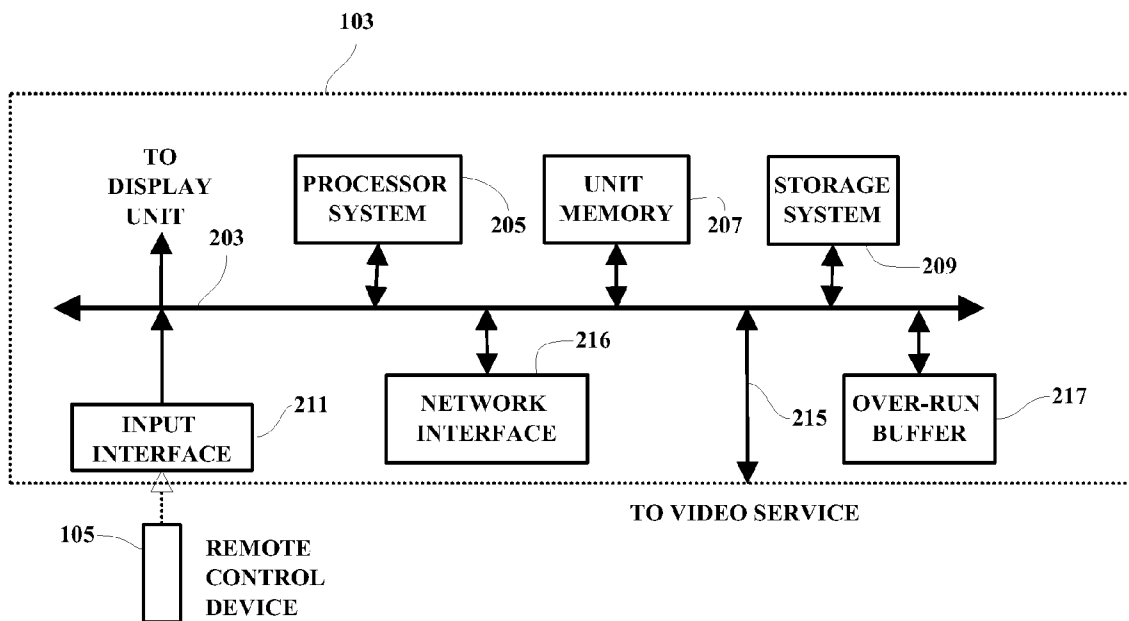 103
TO
DISPLAY
UNIT
203
PROCESSOR
SYSTEM
205
UNIT
MEMORY
207
STORAGE
SYSTEM
209
INPUT
INTERFACE
211
NETWORK
INTERFACE
216
215
OVER-RUN
BUFFER
217
TO VIDEO SERVICE
105
REMOTE
CONTROL
DEVICE